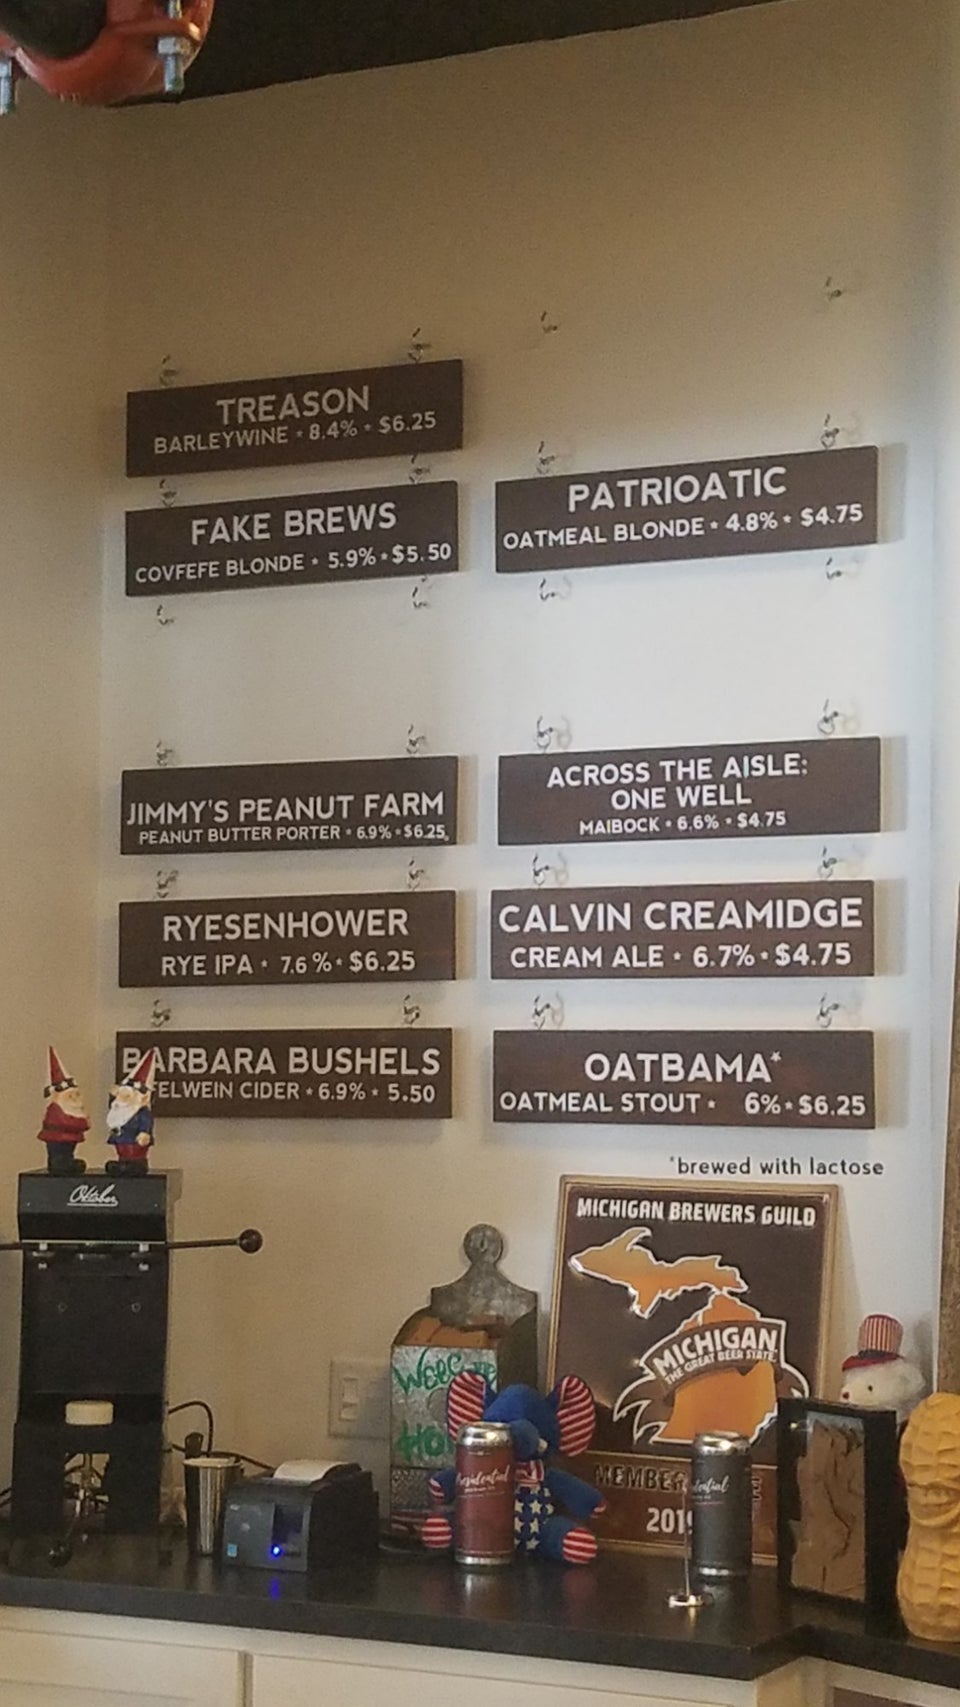 TREASON
BARLEYWINE * 8.4% * $6.25
FAKE BREWS
COVFEFE BLONDE * 5.9% * $5.50
JIMMY'S PEANUT FARM
PEANUT BUTTER PORTER * 6.9% * $6.25
RYESENHOWER
RYE IPA * 7.6% * $6.25
BARBARA BUSHELS
FELWEIN CIDER * 6.9% * 5.50
PATRIOATIC
OATMEAL BLONDE * 4.8% * $4.75
ACROSS THE AISLE:
ONE WELL
MAIBOCK * 6.6% * $4.75
CALVIN CREAMIDGE
CREAM ALE * 6.7% * $4.75
OATBAMA*
OATMEAL STOUT * 6% * $6.25
*brewed with lactose
Oktober
MICHIGAN BREWERS GUILD
MICHIGAN
THE GREAT BEER STATE
MEMBER
201